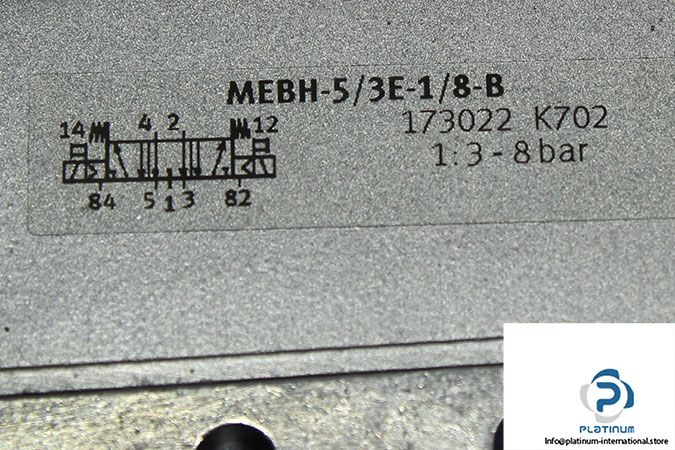 MEBH-5/3E-1/8-B
173022 K702
1: 3 - 8 bar
14 4 2 12
84 5 1 3 82
PLATINUM
Info@platinum-international.store